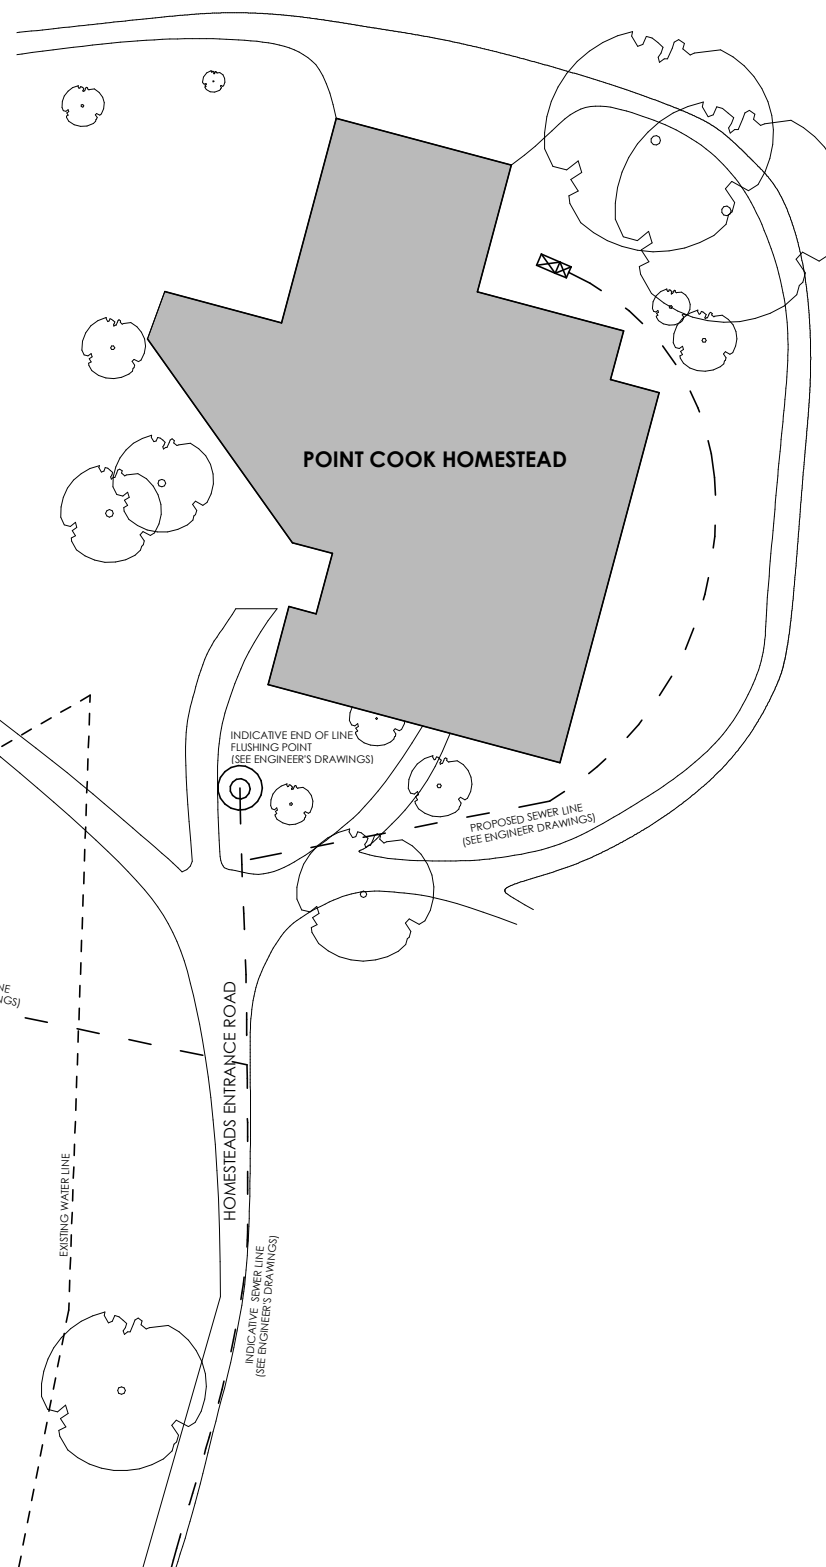 POINT COOK HOMESTEAD
INDICATIVE END OF LINE
FLUSHING POINT
(SEE ENGINEER'S DRAWINGS)
PROPOSED SEWER LINE
(SEE ENGINEER DRAWINGS)
HOMESTEADS ENTRANCE ROAD
EXISTING WATER LINE
INDICATIVE SEWER LINE
(SEE ENGINEER'S DRAWINGS)